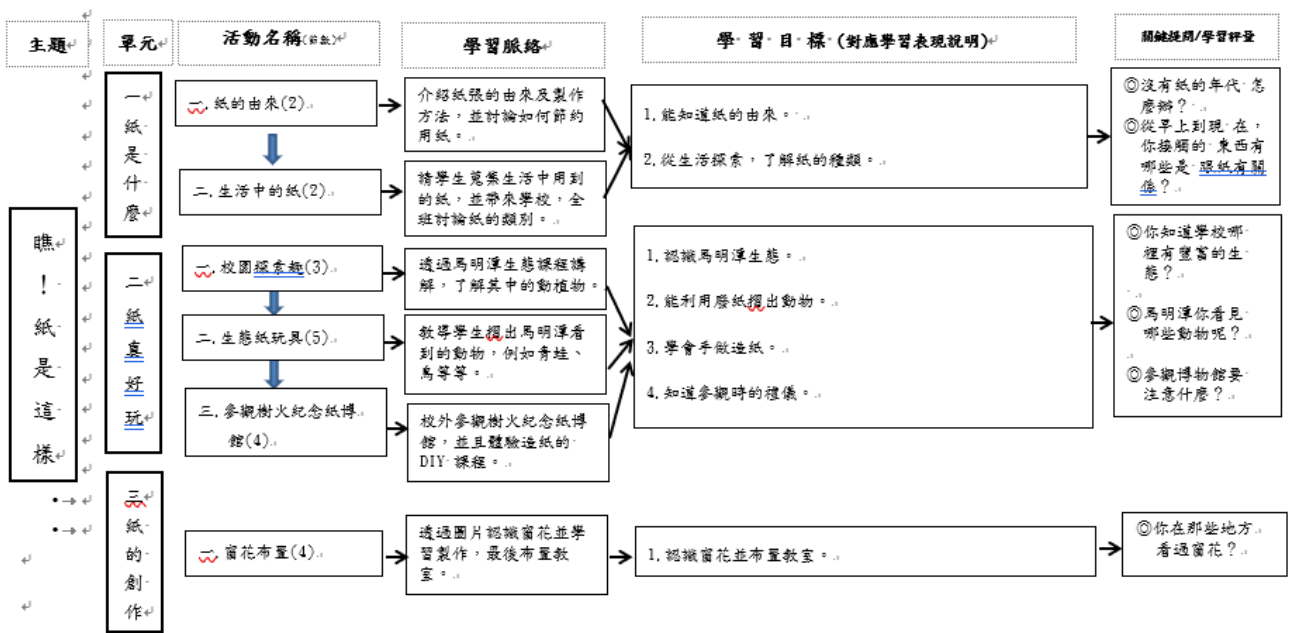 主題
單元
活動名稱(節數)
學習脈絡
學 習 目 標 (對應學習表現說明)
關鍵提問/學習評量
瞧！紙是這樣
一 紙是什麼
一.紙的由來(2)
介紹紙張的由來及製作
方法，並討論如何節約
用紙。
二.生活中的紙(2)
請學生蒐集生活中用到
的紙，並帶來學校，全
班討論紙的類別。
1.能知道紙的由來。
2.從生活探索，了解紙的種類。
◎沒有紙的年代 怎
麼辦？
◎從早上到現 在，
你接觸的 東西有
哪些是 跟紙有關
係？
二 紙真好玩
一.校園探索趣(3)
透過馬明潭生態課程講
解，了解其中的動植物。
二.生態紙玩具(5)
教導學生摺出馬明潭看
到的動物，例如青蛙、
鳥等等。
三.參觀樹火紀念紙博
館(4)
校外參觀樹火紀念紙博
館，並且體驗造紙的
DIY 課程。
1.認識馬明潭生態。
2.能利用廢紙摺出動物。
3.學會手做造紙。
4.知道參觀時的禮儀。
◎你知道學校哪
裡有豐富的生
態？
◎馬明潭你看見
哪些動物呢？
◎參觀博物館要
注意什麼？
三 紙的創作
一.窗花布置(4)
透過圖片認識窗花並學
習製作，最後布置教
室。
1.認識窗花並布置教室。
◎你在那些地方
看過窗花？